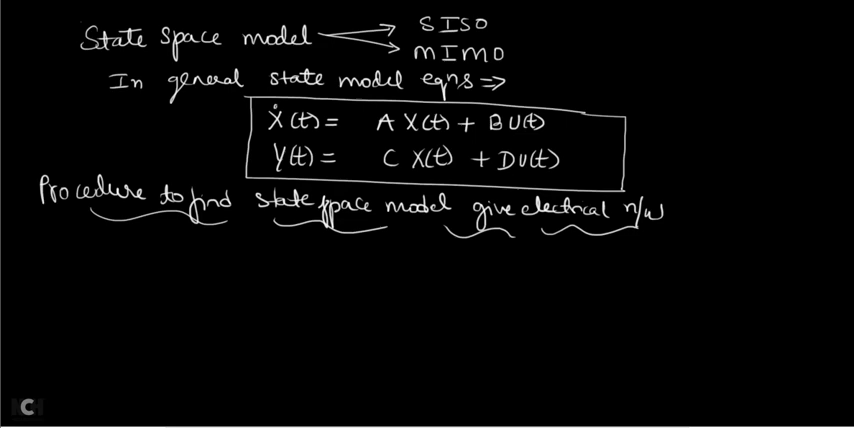 State space model SISO
MIMO
In general state model eqns ⇒
Ẋ(t) = A X(t) + B U(t)
Y(t) = C X(t) + D U(t)
Procedure to find state space model give electrical n/w
C